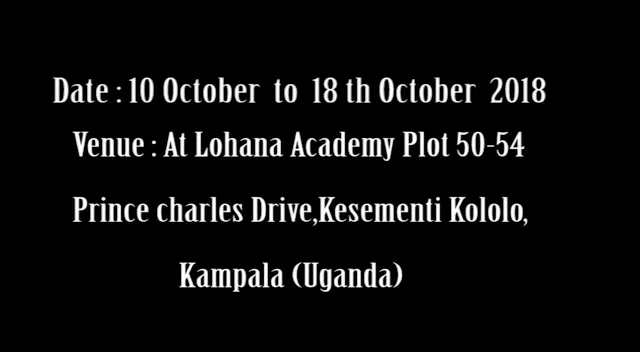 Date : 10 October to 18 th October 2018
Venue : At Lohana Academy Plot 50-54
Prince charles Drive,Kesementi Kololo,
Kampala (Uganda)